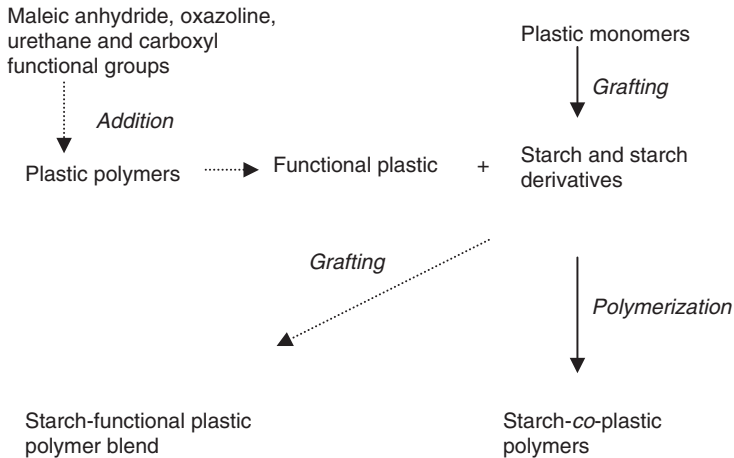 Maleic anhydride, oxazoline,
urethane and carboxyl
functional groups
Plastic monomers
Grafting
Addition
Plastic polymers
Functional plastic
+
Starch and starch
derivatives
Grafting
Polymerization
Starch-functional plastic
polymer blend
Starch-co-plastic
polymers